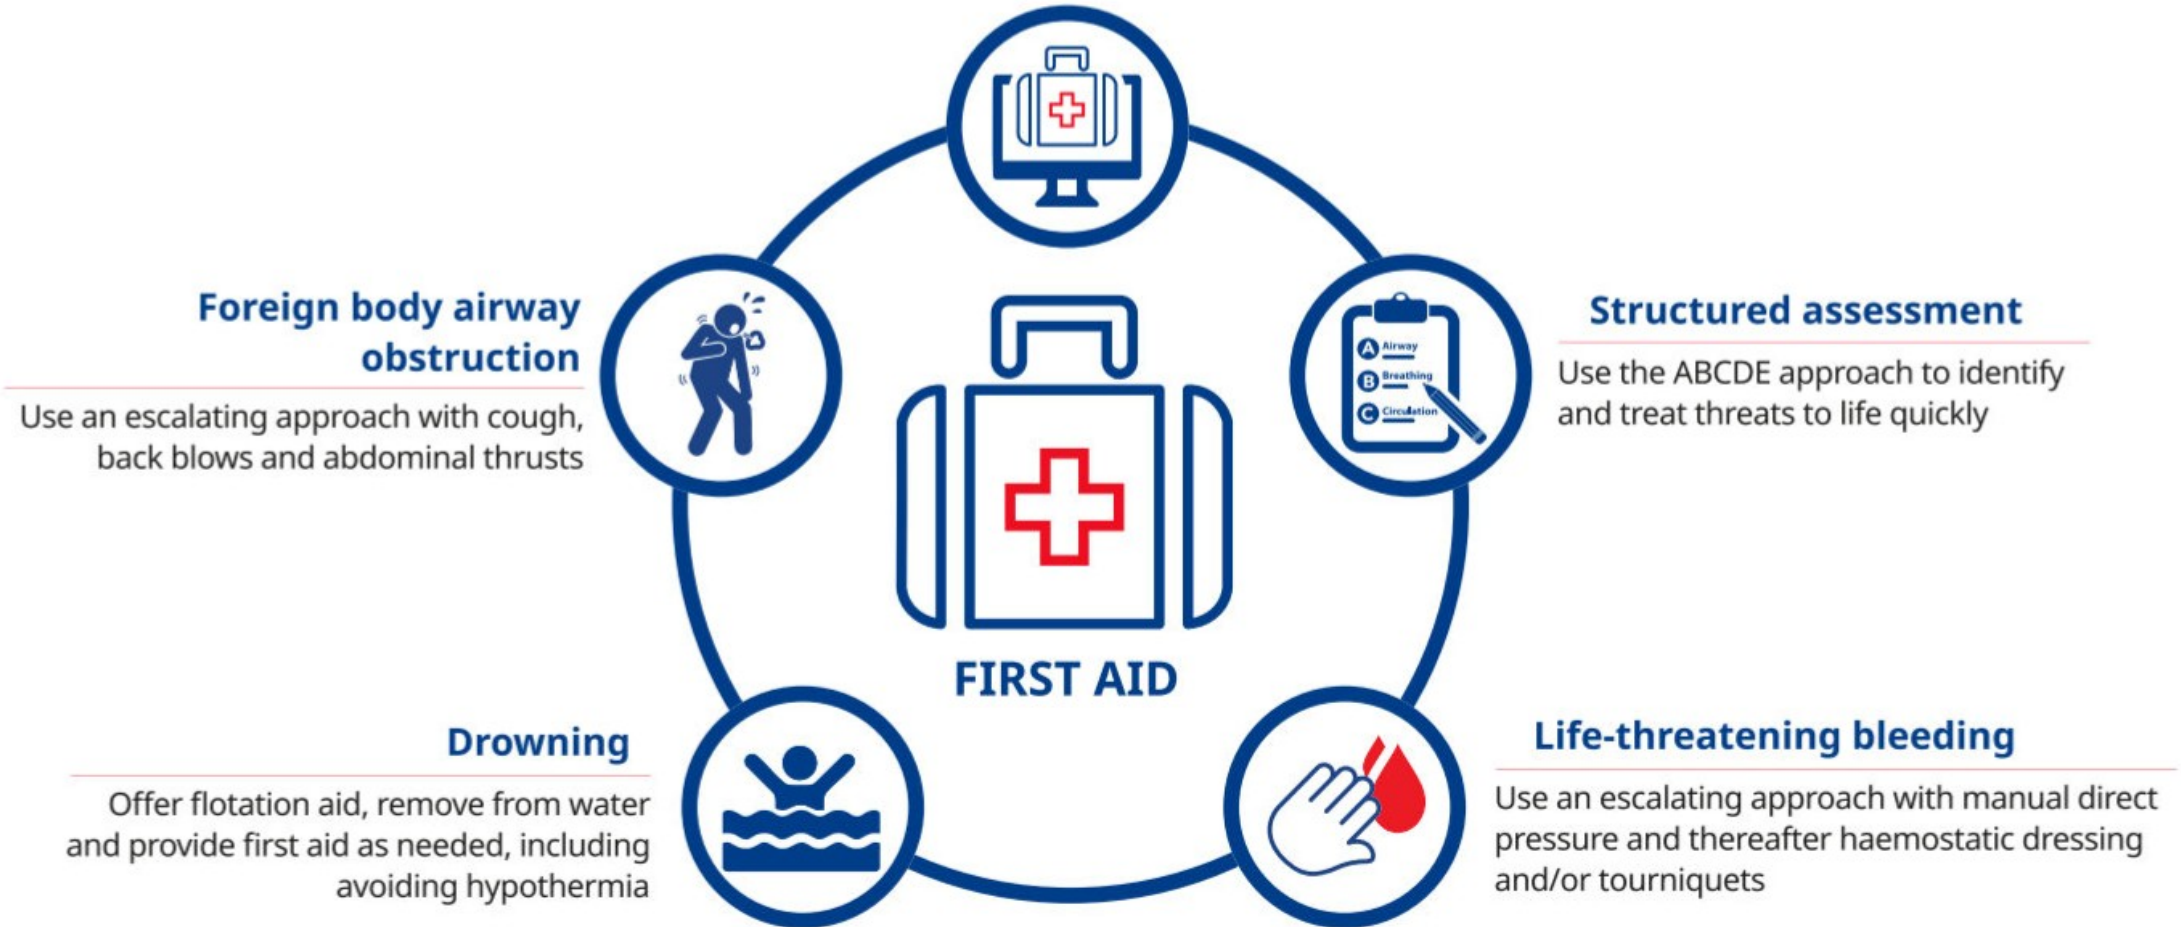 Foreign body airway
obstruction
Use an escalating approach with cough,
back blows and abdominal thrusts
Structured assessment
Use the ABCDE approach to identify
and treat threats to life quickly
A Airway
B Breathing
C Circulation
FIRST AID
Drowning
Offer flotation aid, remove from water
and provide first aid as needed, including
avoiding hypothermia
Life-threatening bleeding
Use an escalating approach with manual direct
pressure and thereafter haemostatic dressing
and/or tourniquets